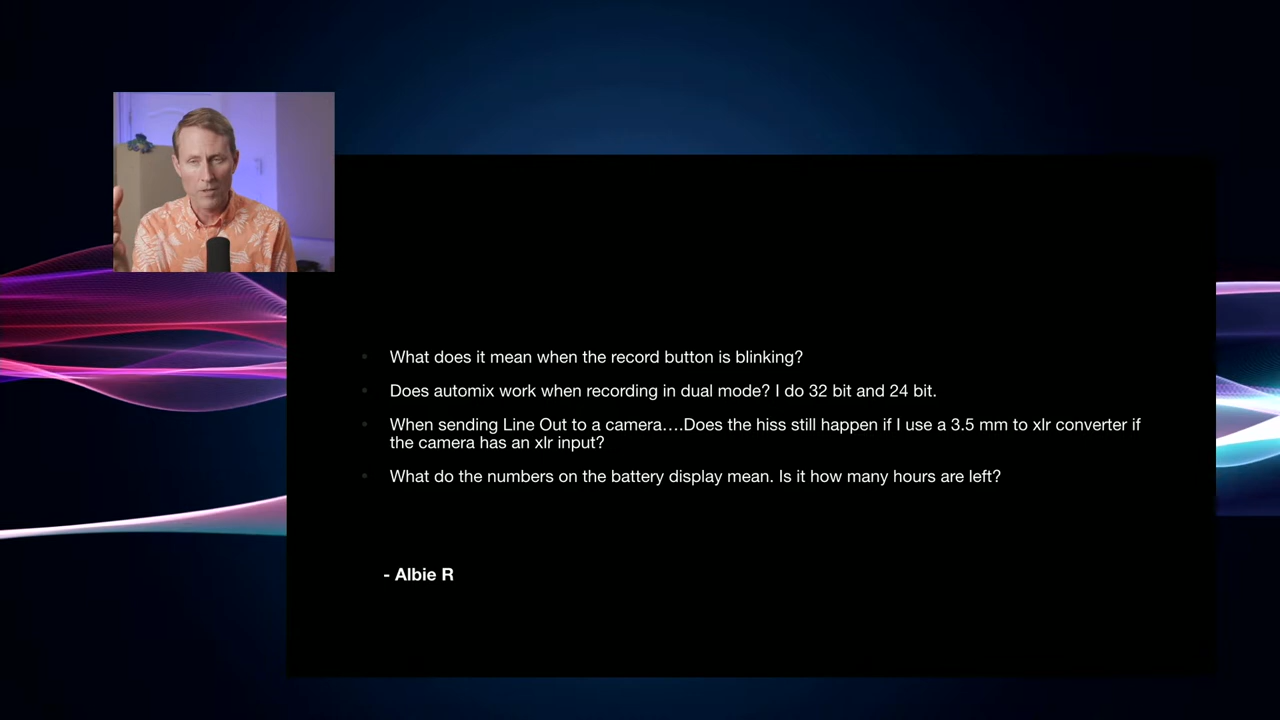 What does it mean when the record button is blinking?
Does automix work when recording in dual mode? I do 32 bit and 24 bit.
When sending Line Out to a camera….Does the hiss still happen if I use a 3.5 mm to xlr converter if
the camera has an xlr input?
What do the numbers on the battery display mean. Is it how many hours are left?
- Albie R